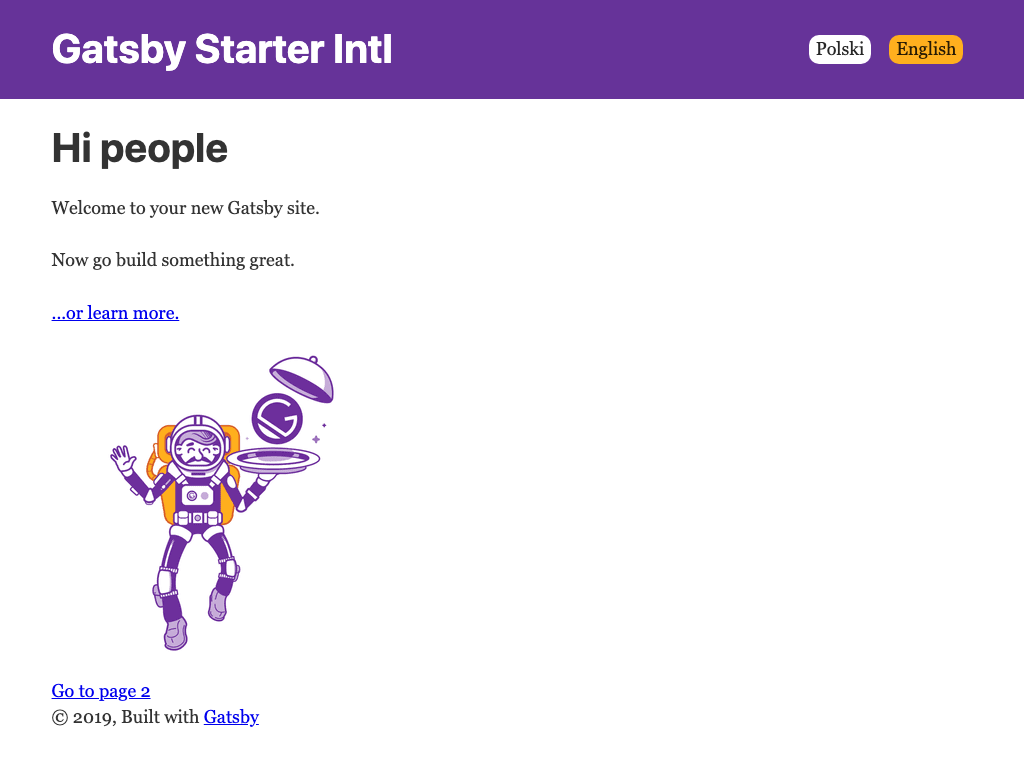 Gatsby Starter Intl
Polski English
Hi people
Welcome to your new Gatsby site.
Now go build something great.
...or learn more.
Go to page 2
© 2019, Built with Gatsby